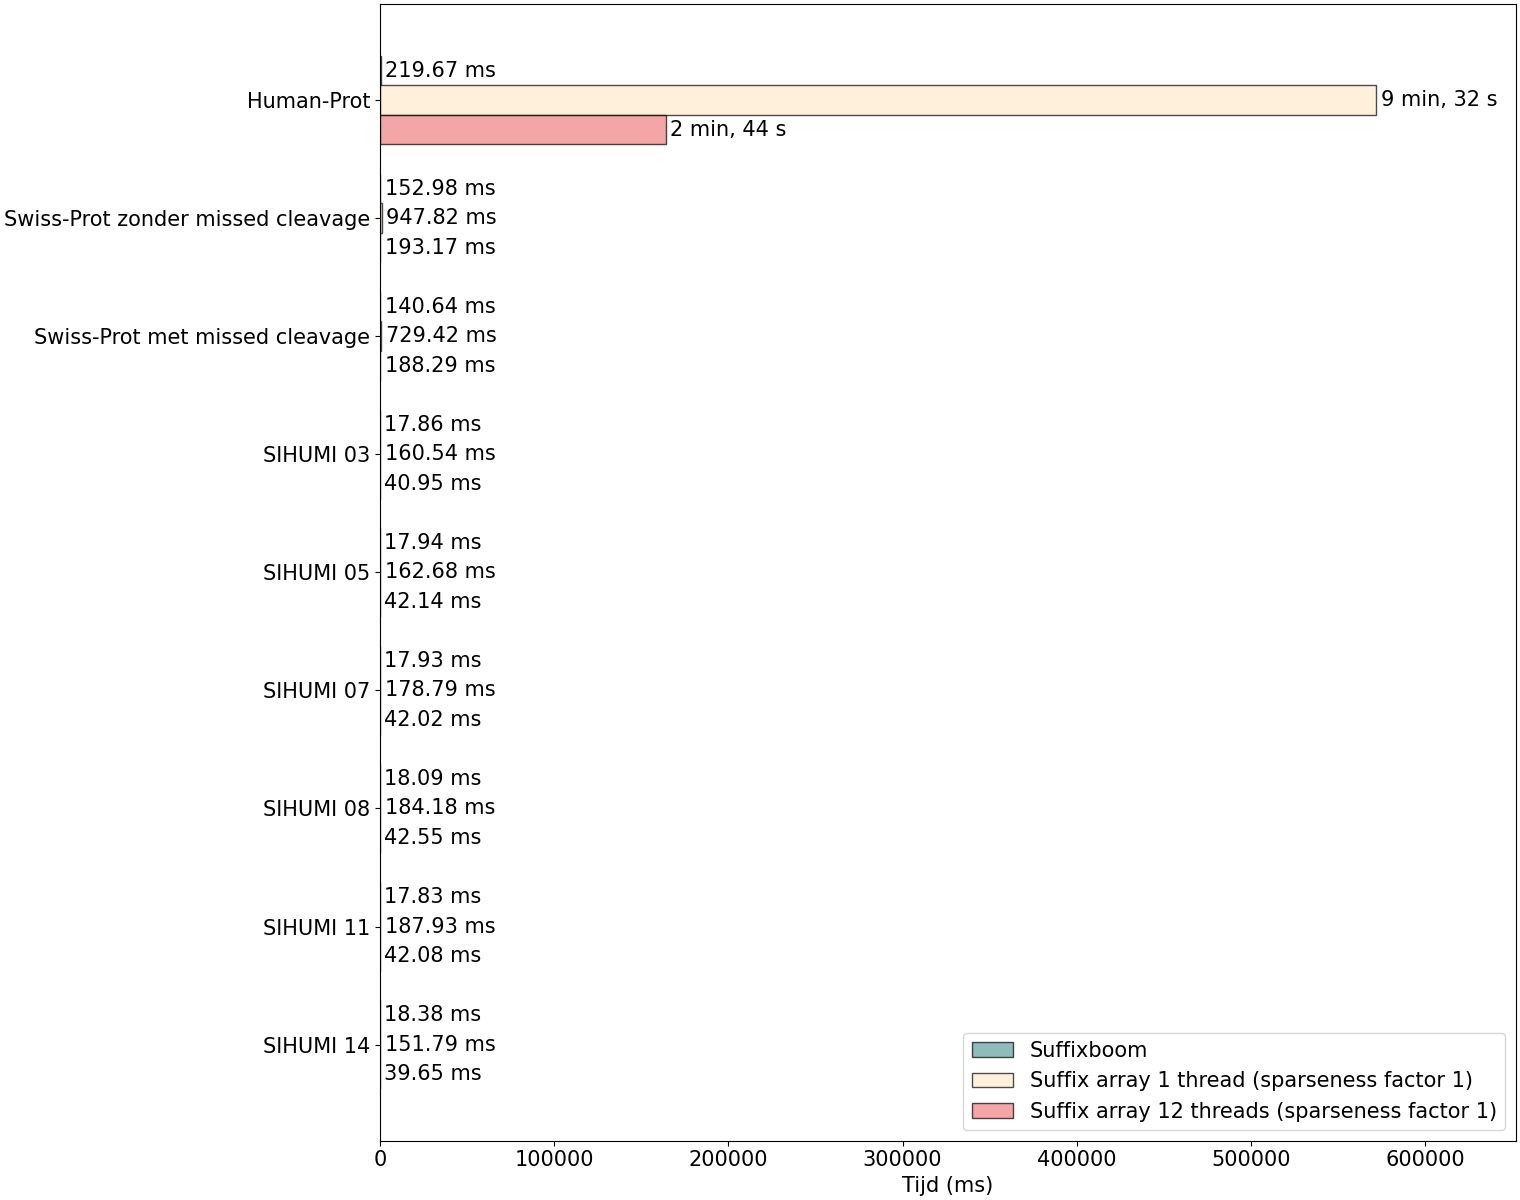 219.67 ms
Human-Prot
9 min, 32 s
2 min, 44 s
152.98 ms
Swiss-Prot zonder missed cleavage
947.82 ms
193.17 ms
140.64 ms
Swiss-Prot met missed cleavage
729.42 ms
188.29 ms
17.86 ms
SIHUMI 03
160.54 ms
40.95 ms
17.94 ms
SIHUMI 05
162.68 ms
42.14 ms
17.93 ms
SIHUMI 07
178.79 ms
42.02 ms
18.09 ms
SIHUMI 08
184.18 ms
42.55 ms
17.83 ms
SIHUMI 11
187.93 ms
42.08 ms
18.38 ms
SIHUMI 14
151.79 ms
39.65 ms
Suffixboom
Suffix array 1 thread (sparseness factor 1)
Suffix array 12 threads (sparseness factor 1)
0 100000 200000 300000 400000 500000 600000
Tijd (ms)